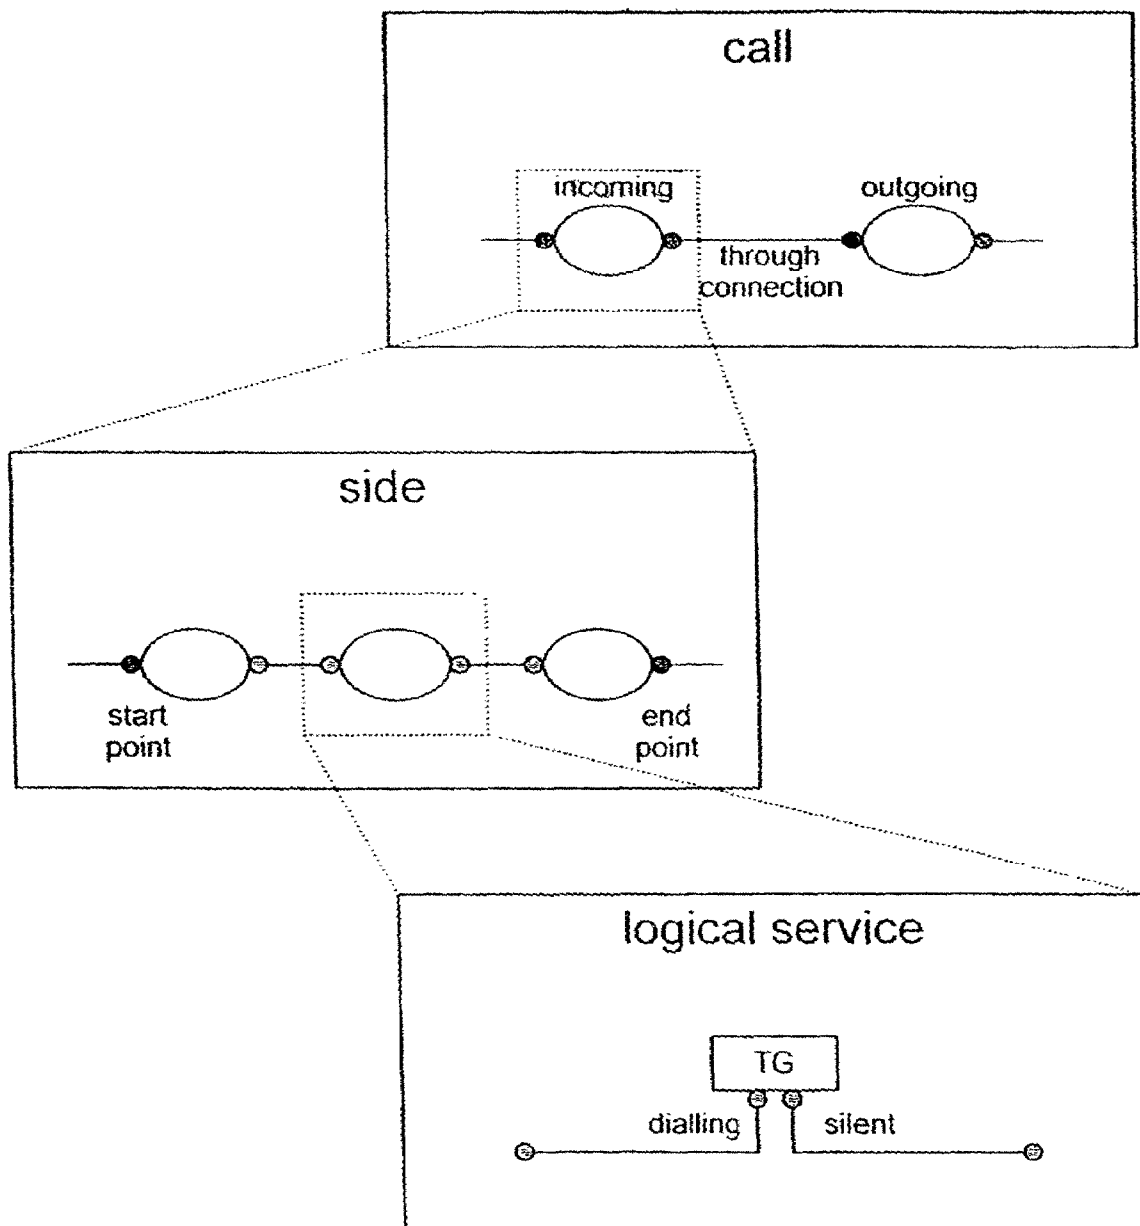 call
incoming
outgoing
through
connection
side
start
point
end
point
logical service
TG
dialling
silent